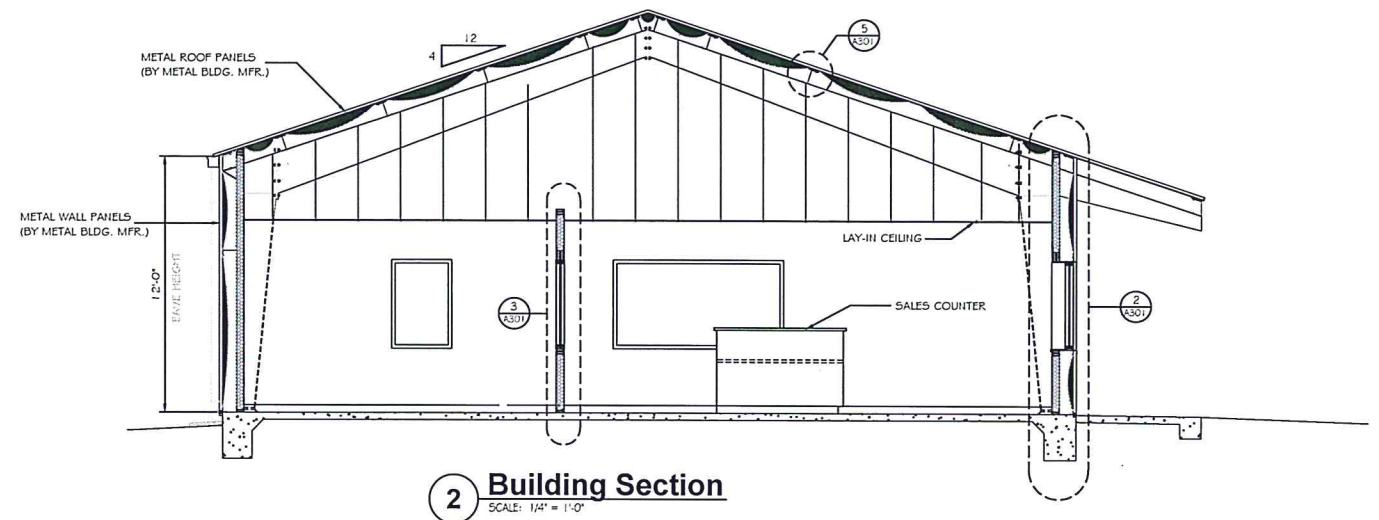 METAL ROOF PANELS
(BY METAL BLDG. MFR.)
12
4
5
A301
METAL WALL PANELS
(BY METAL BLDG. MFR.)
12'-0"
EAVE HEIGHT
LAY-IN CEILING
3
A301
SALES COUNTER
2
A301
2 Building Section
SCALE: 1/4" = 1'-0"